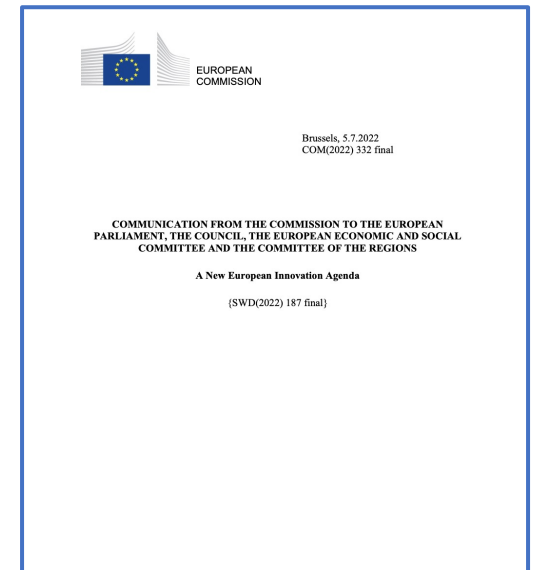 EUROPEAN
COMMISSION
Brussels, 5.7.2022
COM(2022) 332 final
COMMUNICATION FROM THE COMMISSION TO THE EUROPEAN
PARLIAMENT, THE COUNCIL, THE EUROPEAN ECONOMIC AND SOCIAL
COMMITTEE AND THE COMMITTEE OF THE REGIONS
A New European Innovation Agenda
{SWD(2022) 187 final}